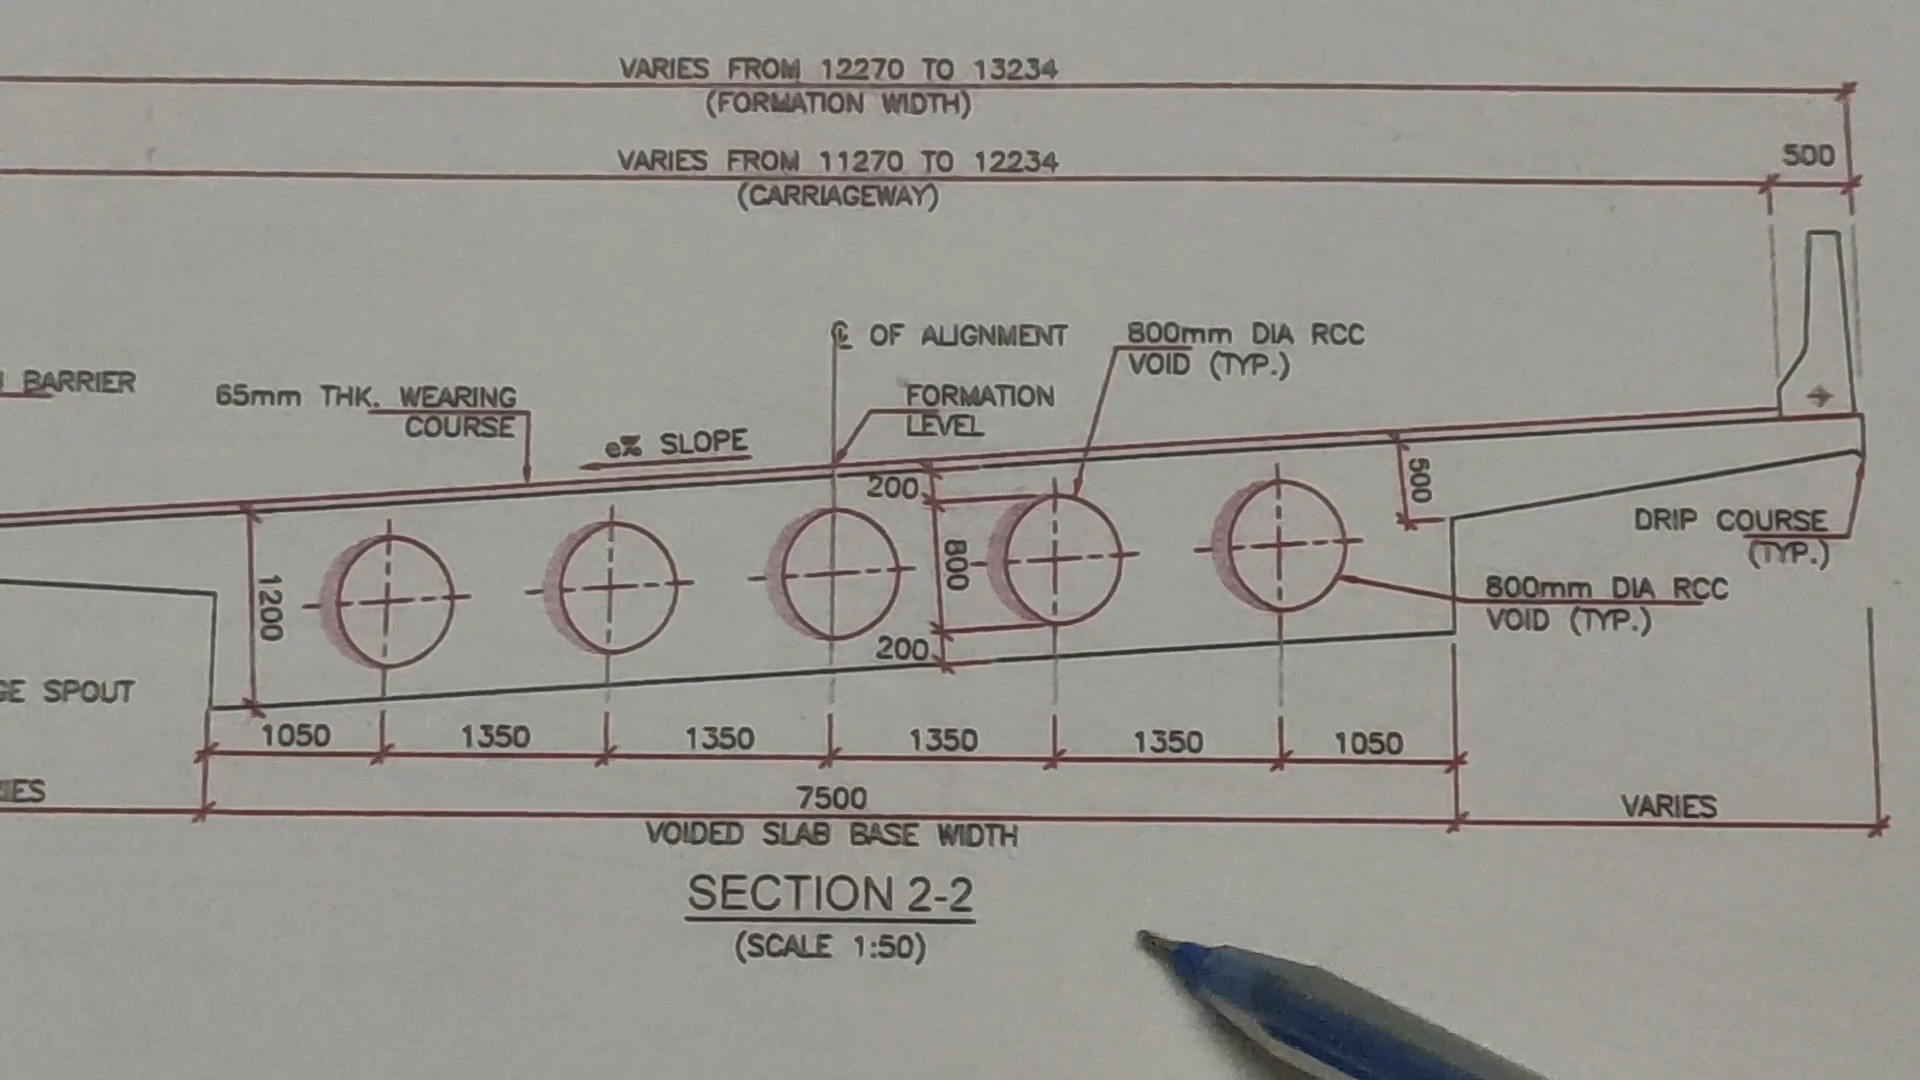 VARIES FROM 12270 TO 13234
(FORMATION WIDTH)
VARIES FROM 11270 TO 12234
(CARRIAGEWAY)
500
℄ OF ALIGNMENT
800mm DIA RCC
VOID (TYP.)
BARRIER
65mm THK. WEARING
COURSE
FORMATION
LEVEL
e% SLOPE
200
500
800
1200
200
DRIP COURSE
(TYP.)
800mm DIA RCC
VOID (TYP.)
SPOUT
1050
1350
1350
1350
1350
1050
7500
VARIES
VOIDED SLAB BASE WIDTH
SECTION 2-2
(SCALE 1:50)